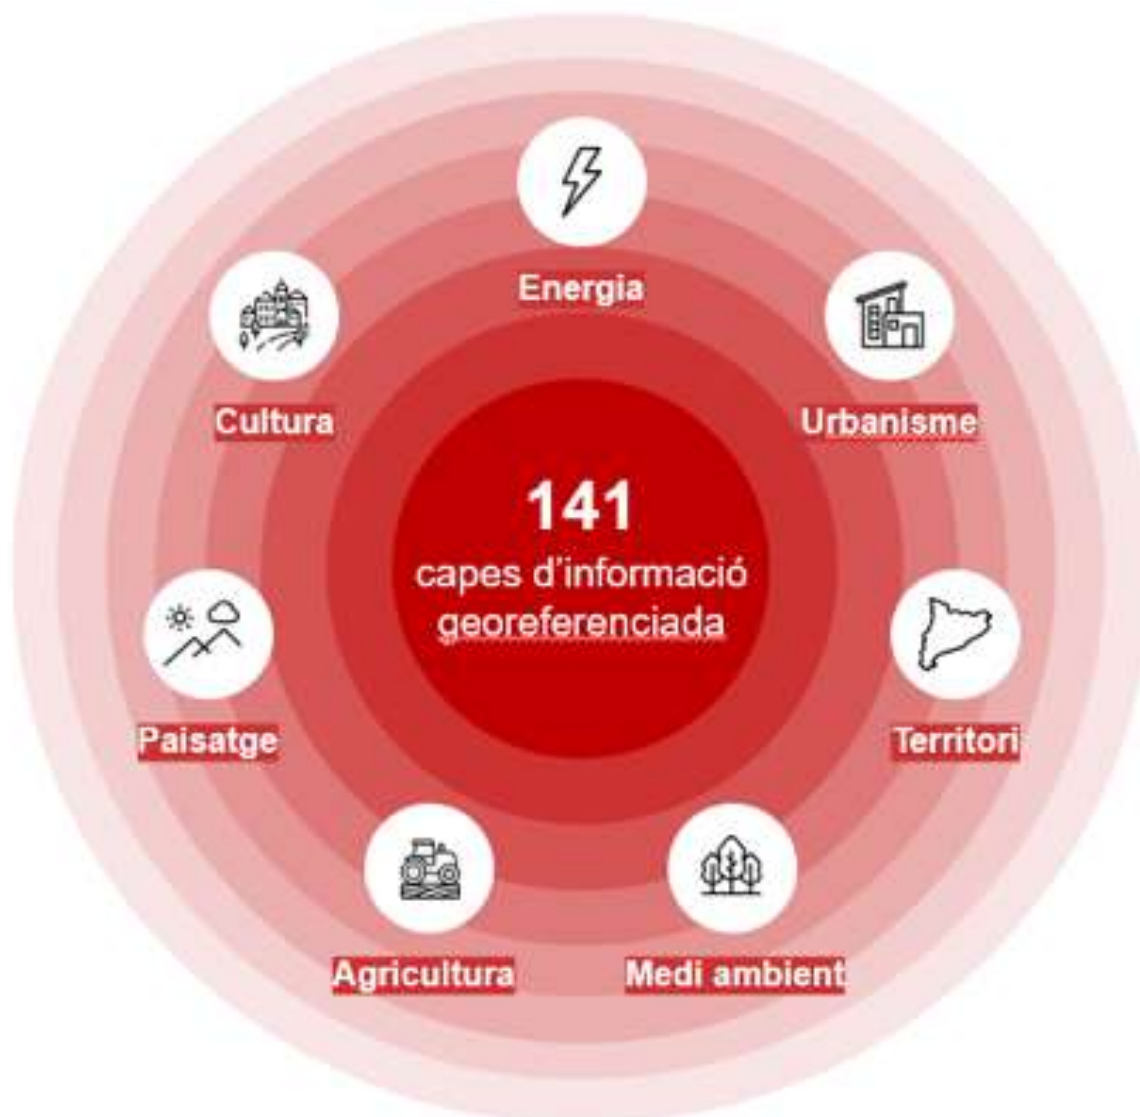 Energia
Cultura
Urbanisme
141
capes d'informació
georeferenciada
Paisatge
Territori
Agricultura
Medi ambient